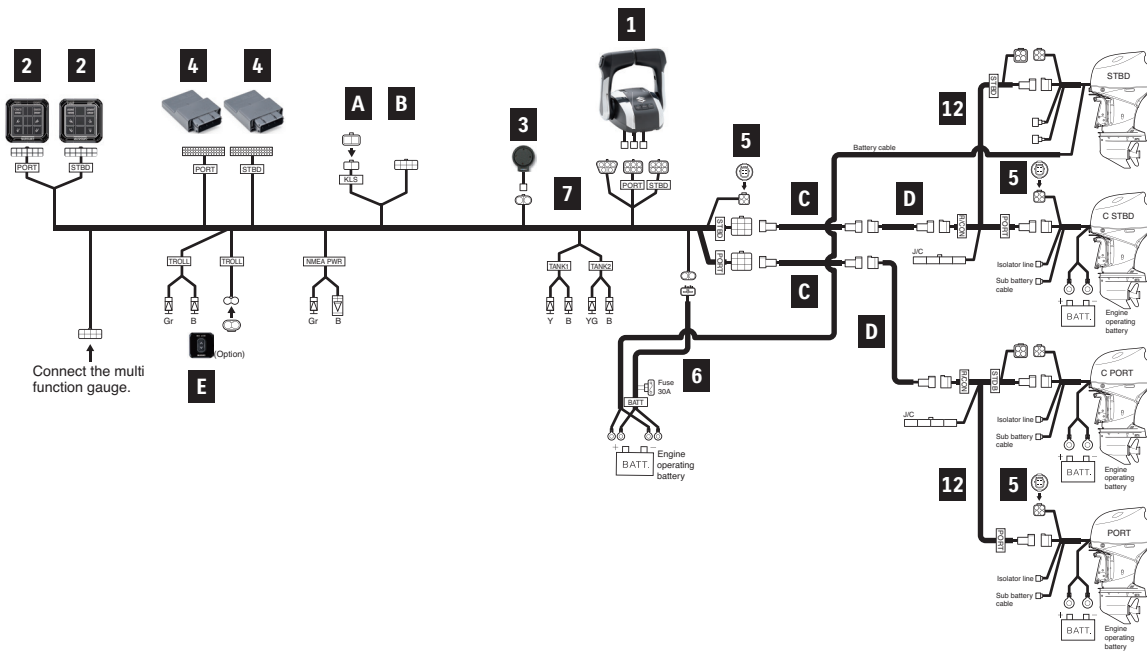 1
2
2
4
4
A
B
3
5
12
STBD
STBD
PORT
STBD
PORT
STBD
KLS
PORT
STBD
7
Battery cable
C
D
5
C STBD
STBD
R/CON
PORT
J/C
Isolator line
Sub battery
cable
+
−
BATT.
Engine
operating
battery
TROLL
TROLL
NMEA PWR
TANK1
TANK2
PORT
C
Gr
B
Gr
B
Y
B
YG
B
D
(Option)
E
Connect the multi
function gauge.
6
Fuse
30A
BATT
+
−
BATT.
Engine
operating
battery
R/CON
STDB
C PORT
J/C
Isolator line
Sub battery
cable
+
−
BATT.
Engine
operating
battery
12
5
PORT
PORT
Isolator line
Sub battery
cable
+
−
BATT.
Engine
operating
battery